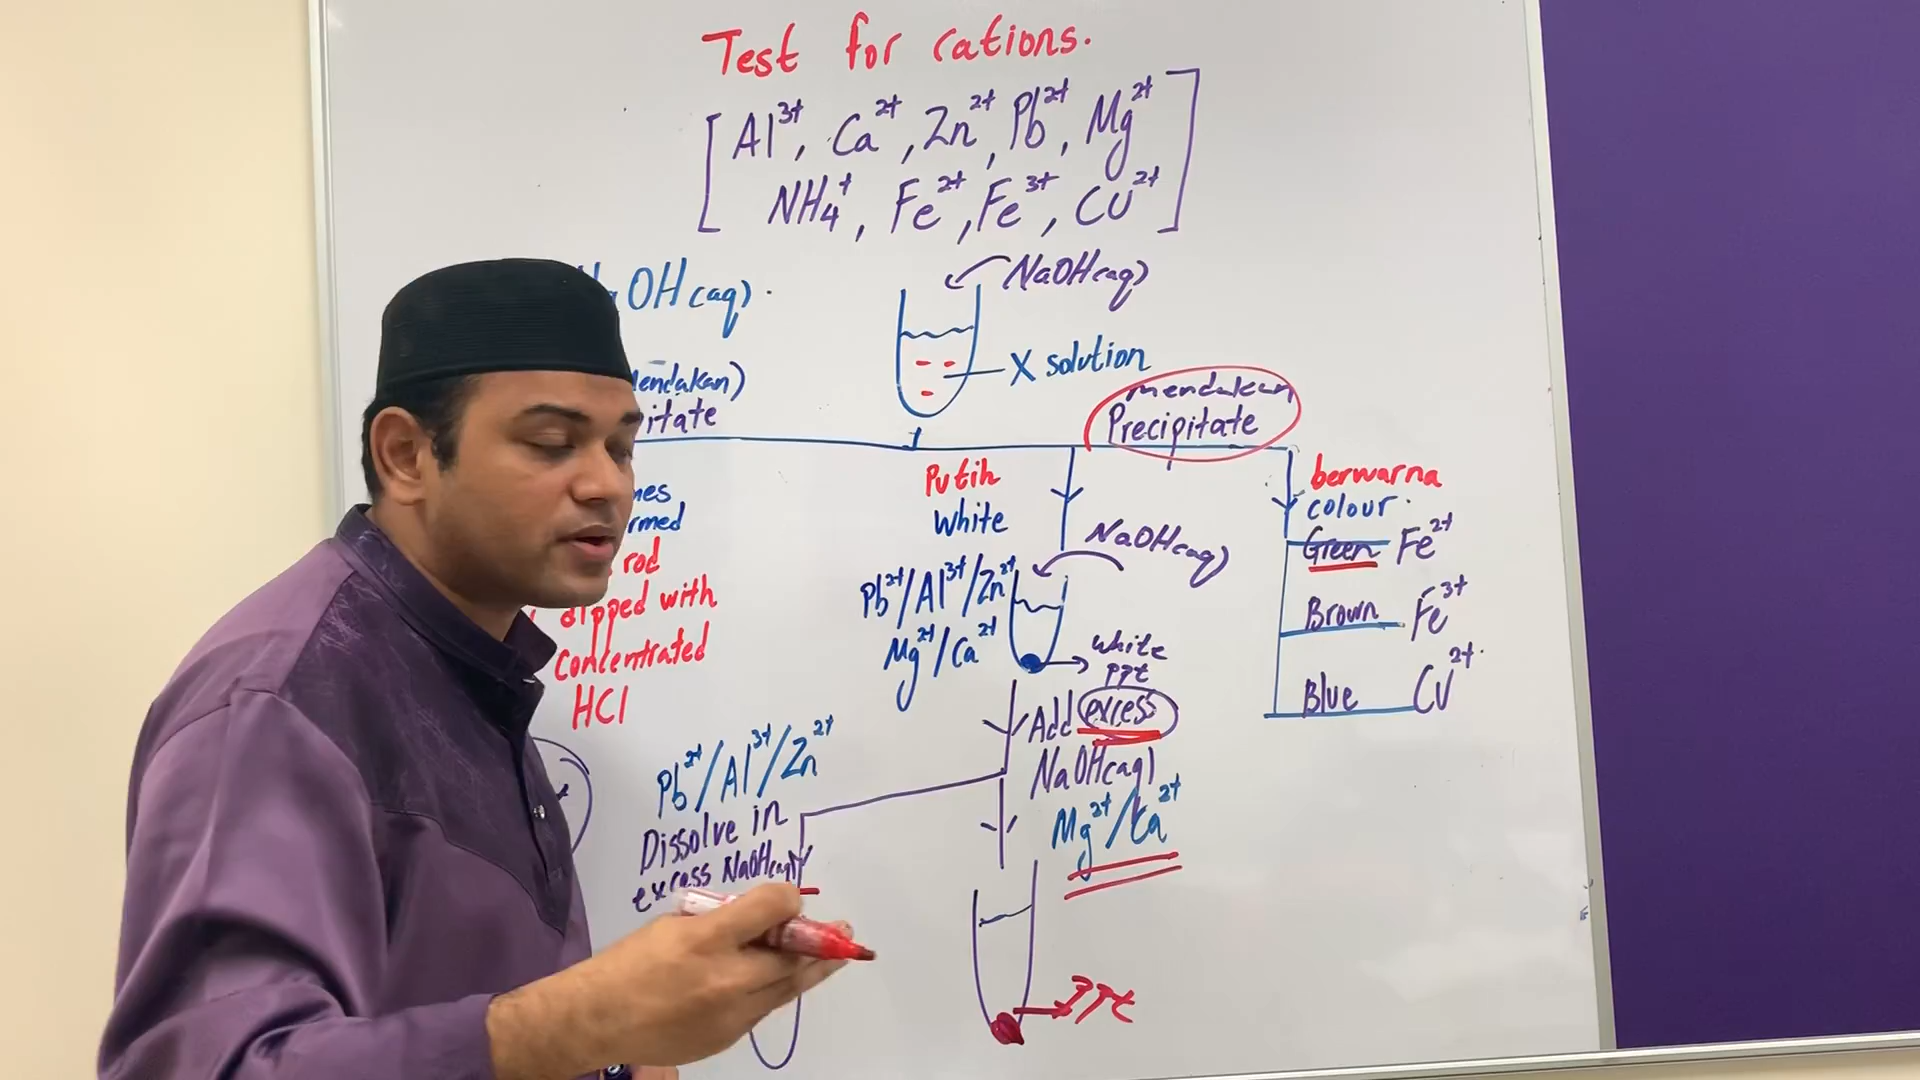 Test for cations.
[Al³⁺, Ca²⁺, Zn²⁺, Pb²⁺, Mg²⁺
NH₄⁺, Fe²⁺, Fe³⁺, Cu²⁺]
OH(aq).
NaOH(aq)
X solution
mendakan
Precipitate
Putih
White
NaOH(aq)
Pb²⁺/Al³⁺/Zn²⁺
Mg²⁺/Ca²⁺
white
ppt
Add excess
NaOH(aq)
Mg²⁺/Ca²⁺
ppt
berwarna
colour.
Green Fe²⁺
Brown Fe³⁺
Blue Cu²⁺
rod
dipped with
Concentrated
HCl
Pb²⁺/Al³⁺/Zn²⁺
Dissolve in
excess NaOH(aq)